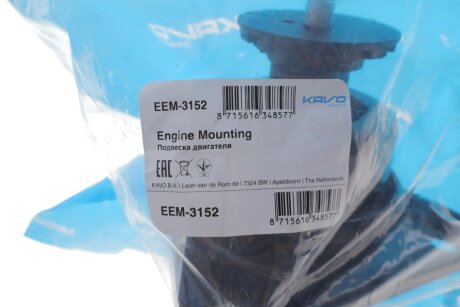 EEM-3152
8 715616 348577
KAVO
Engine Mounting
Подвеска двигателя
EAC
KAVO B.V. | Laan van de Ram 69 | 7324 BW | Apeldoorn | The Netherlands
EEM-3152
8 715616 348577